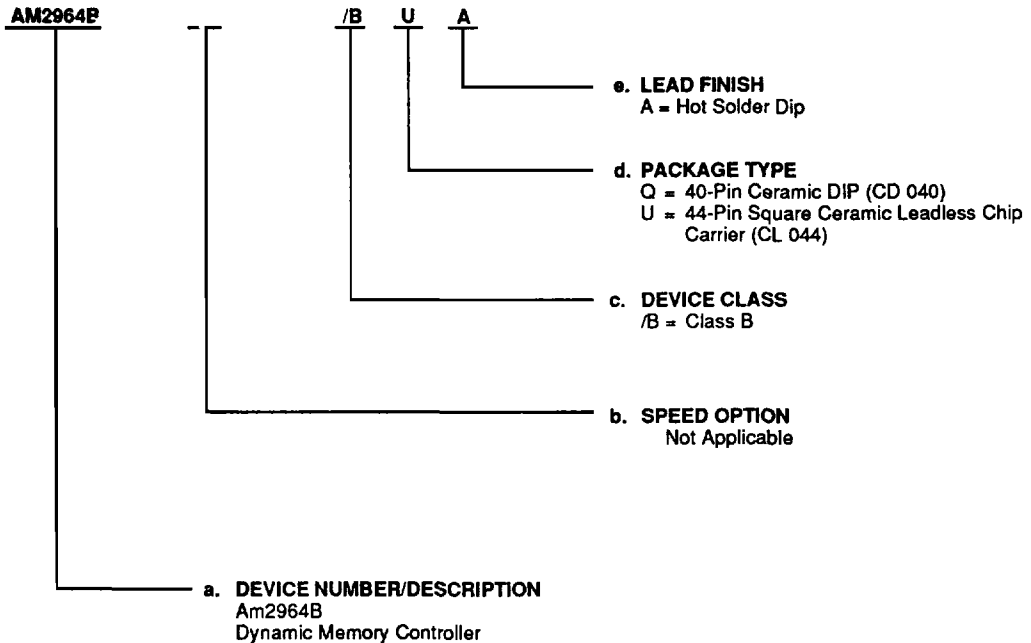 AM2964B /B U A
e. LEAD FINISH
A = Hot Solder Dip
d. PACKAGE TYPE
Q = 40-Pin Ceramic DIP (CD 040)
U = 44-Pin Square Ceramic Leadless Chip
Carrier (CL 044)
c. DEVICE CLASS
/B = Class B
b. SPEED OPTION
Not Applicable
a. DEVICE NUMBER/DESCRIPTION
Am2964B
Dynamic Memory Controller